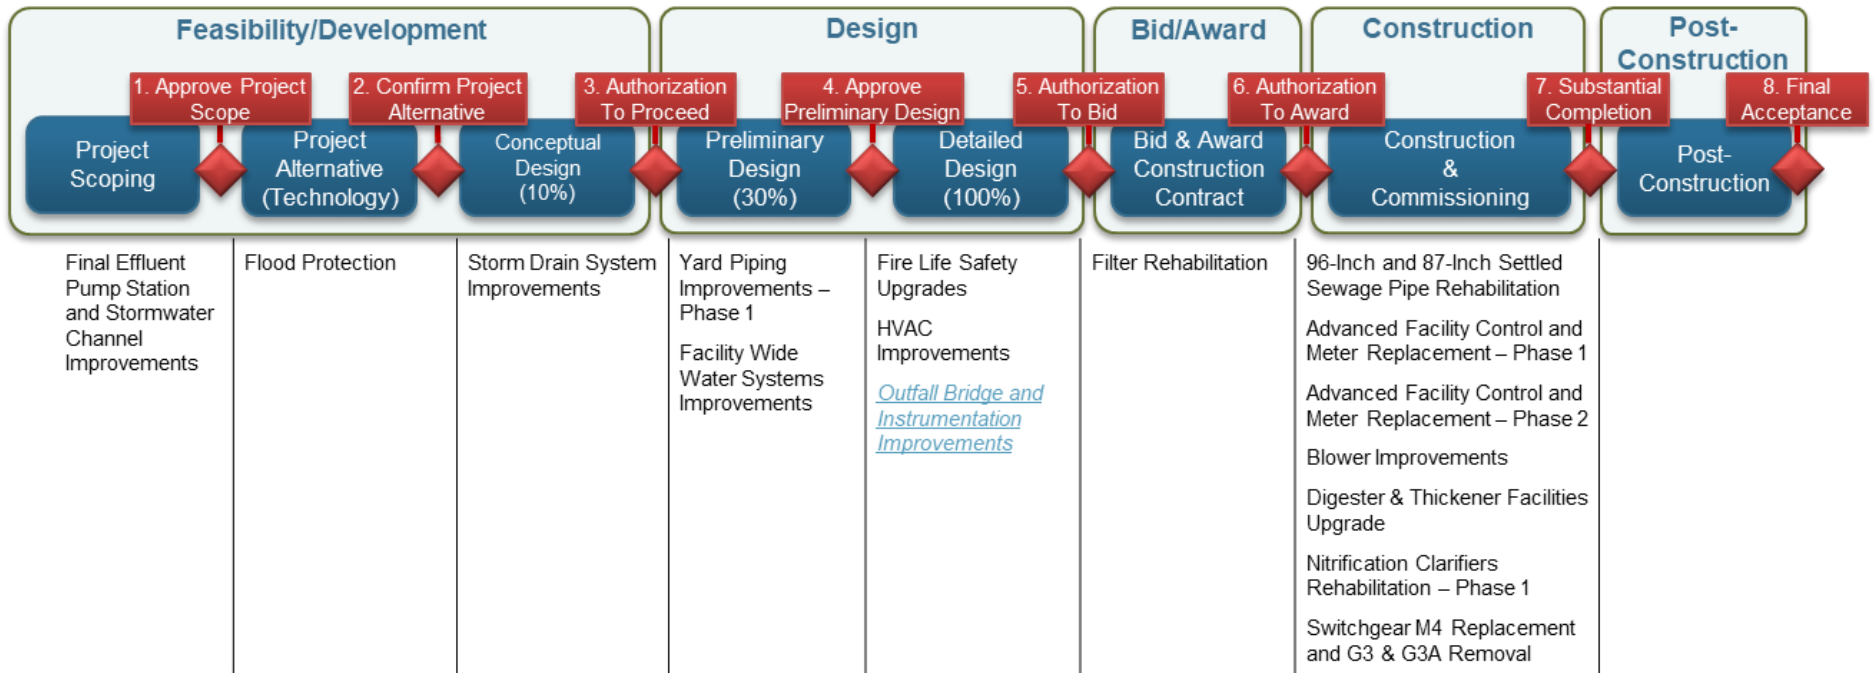 Feasibility/Development
Design
Bid/Award
Construction
Post-
Construction
1. Approve Project
Scope
2. Confirm Project
Alternative
3. Authorization
To Proceed
4. Approve
Preliminary Design
5. Authorization
To Bid
6. Authorization
To Award
7. Substantial
Completion
8. Final
Acceptance
Project
Scoping
Project
Alternative
(Technology)
Conceptual
Design
(10%)
Preliminary
Design
(30%)
Detailed
Design
(100%)
Bid & Award
Construction
Contract
Construction
&
Commissioning
Post-
Construction
Final Effluent
Pump Station
and Stormwater
Channel
Improvements
Flood Protection
Storm Drain System
Improvements
Yard Piping
Improvements –
Phase 1
Facility Wide
Water Systems
Improvements
Fire Life Safety
Upgrades
HVAC
Improvements
Outfall Bridge and
Instrumentation
Improvements
Filter Rehabilitation
96-Inch and 87-Inch Settled
Sewage Pipe Rehabilitation
Advanced Facility Control and
Meter Replacement – Phase 1
Advanced Facility Control and
Meter Replacement – Phase 2
Blower Improvements
Digester & Thickener Facilities
Upgrade
Nitrification Clarifiers
Rehabilitation – Phase 1
Switchgear M4 Replacement
and G3 & G3A Removal